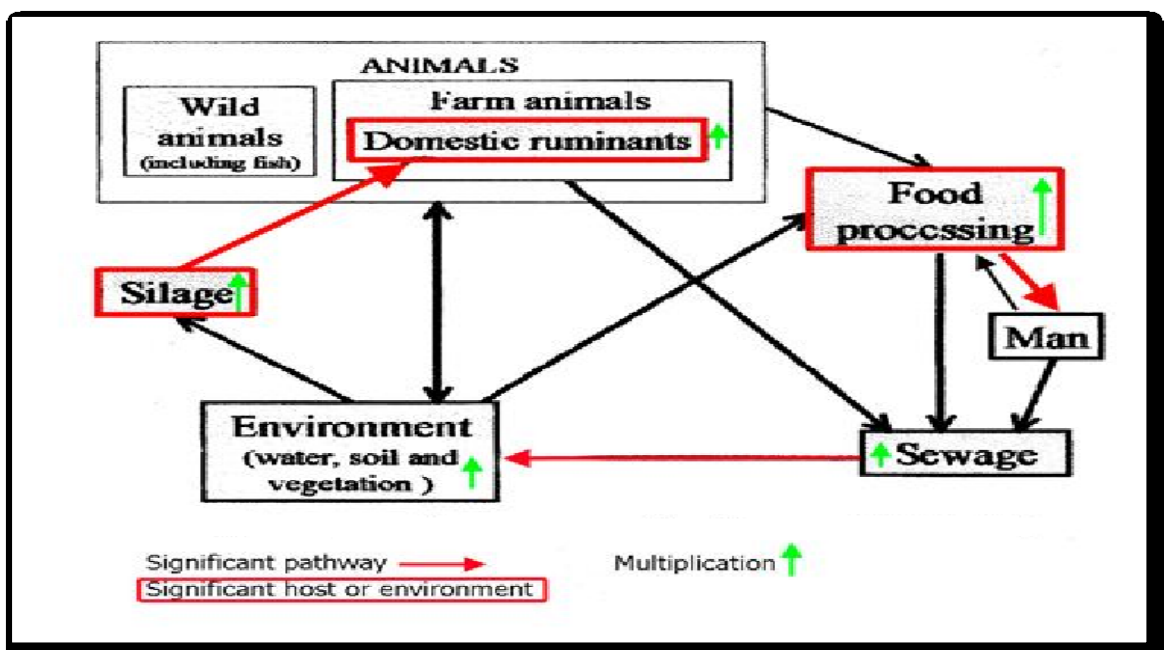 ANIMALS
Wild
animals
(including fish)
Farm animals
Domestic ruminants
Food
processing
Silage
Man
Environment
(water, soil and
vegetation )
Sewage
Significant pathway
Multiplication
Significant host or environment